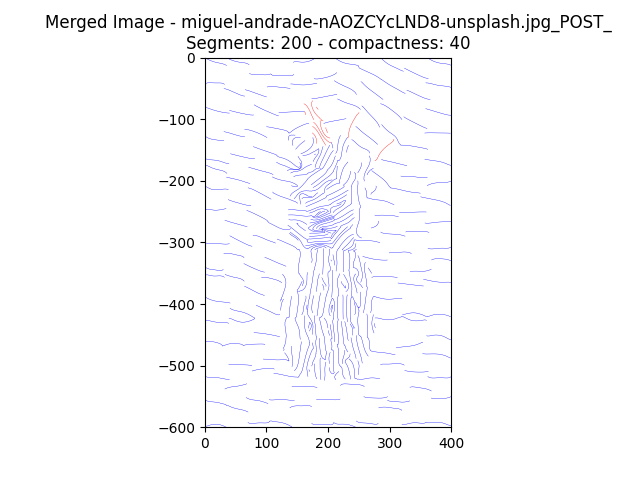 Merged Image - miguel-andrade-nAOZCYcLND8-unsplash.jpg_POST_
Segments: 200 - compactness: 40
0
−100
−200
−300
−400
−500
−600
0 100 200 300 400